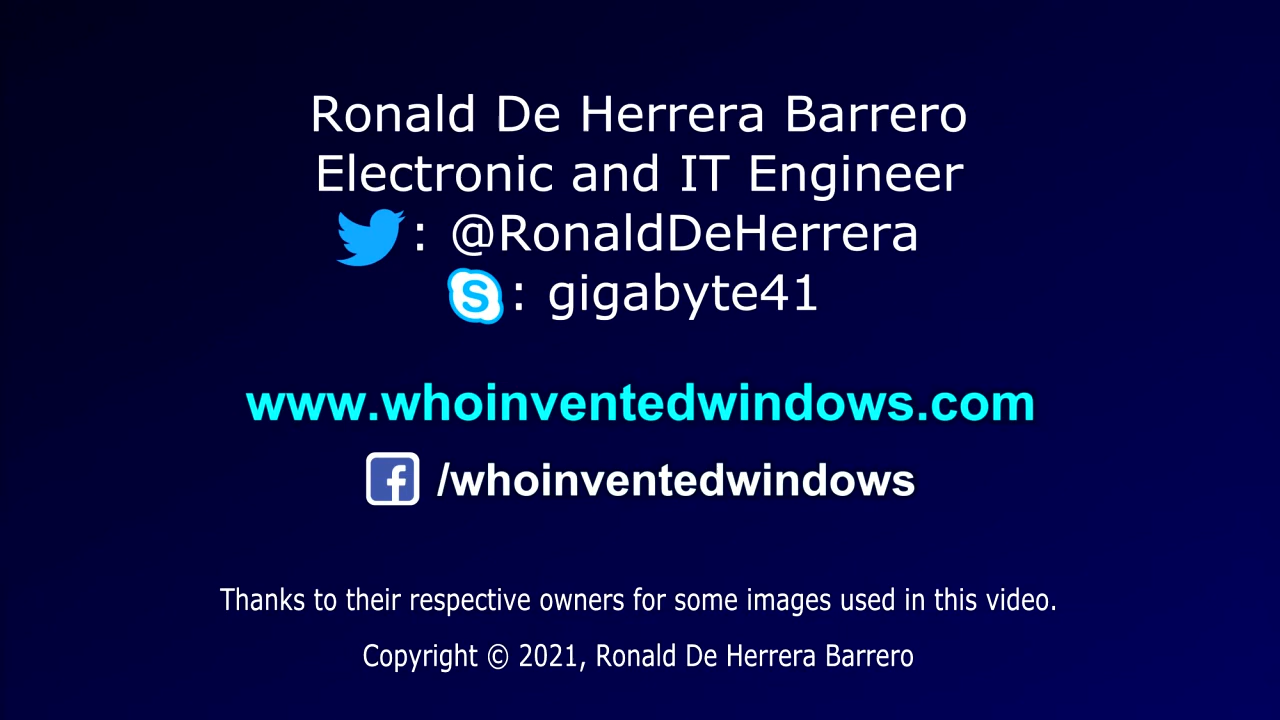 Ronald De Herrera Barrero
Electronic and IT Engineer
: @RonaldDeHerrera
S : gigabyte41
www.whoinventedwindows.com
f /whoinventedwindows
Thanks to their respective owners for some images used in this video.
Copyright © 2021, Ronald De Herrera Barrero